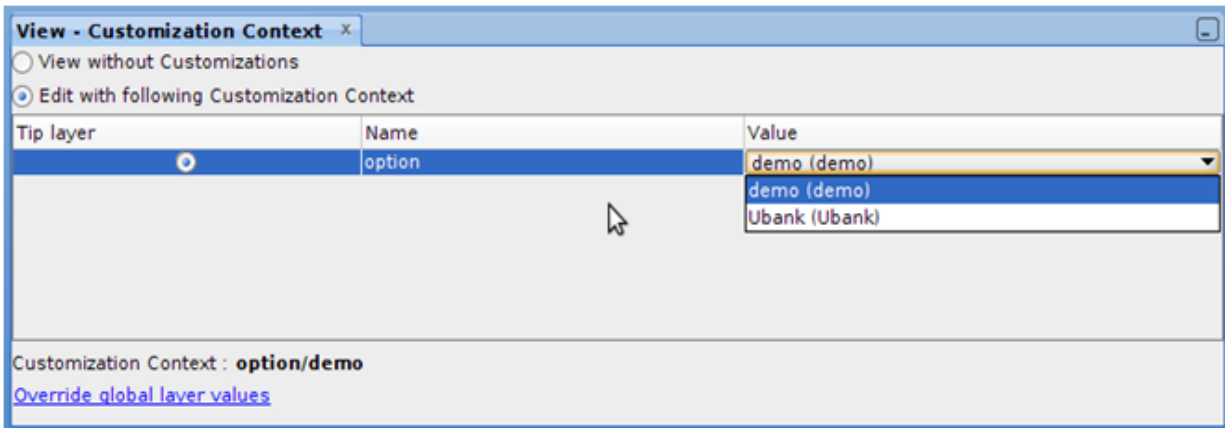 View - Customization Context x
View without Customizations
Edit with following Customization Context
Tip layer Name Value
option demo (demo)
demo (demo)
Ubank (Ubank)
Customization Context : option/demo
Override global layer values